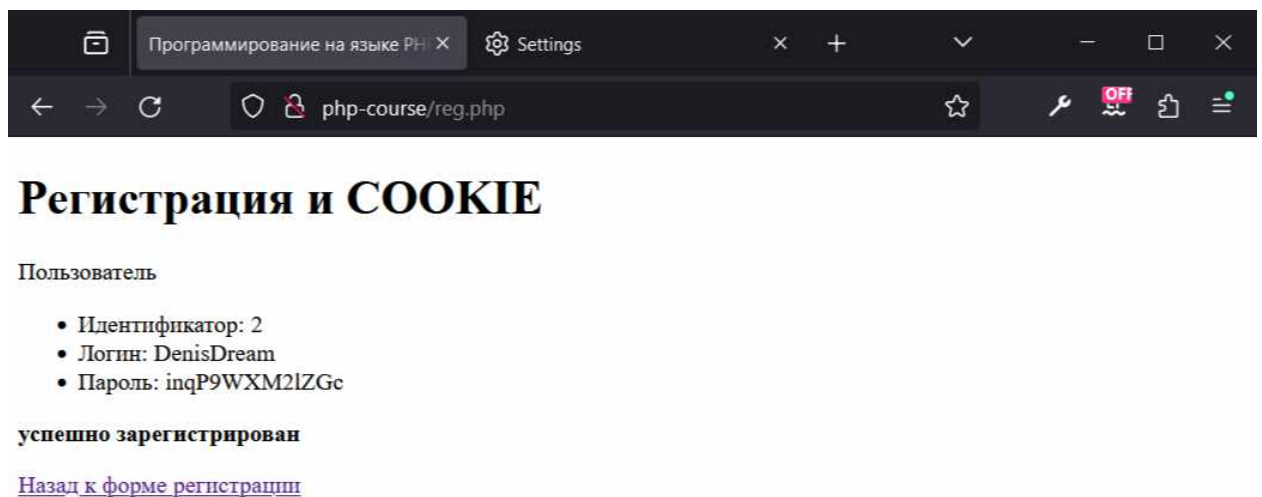 Программирование на языке PH
Settings
php-course/reg.php
OFF
Регистрация и COOKIE
Пользователь
Идентификатор: 2
Логин: DenisDream
Пароль: inqP9WXM2lZGc
успешно зарегистрирован
Назад к форме регистрации